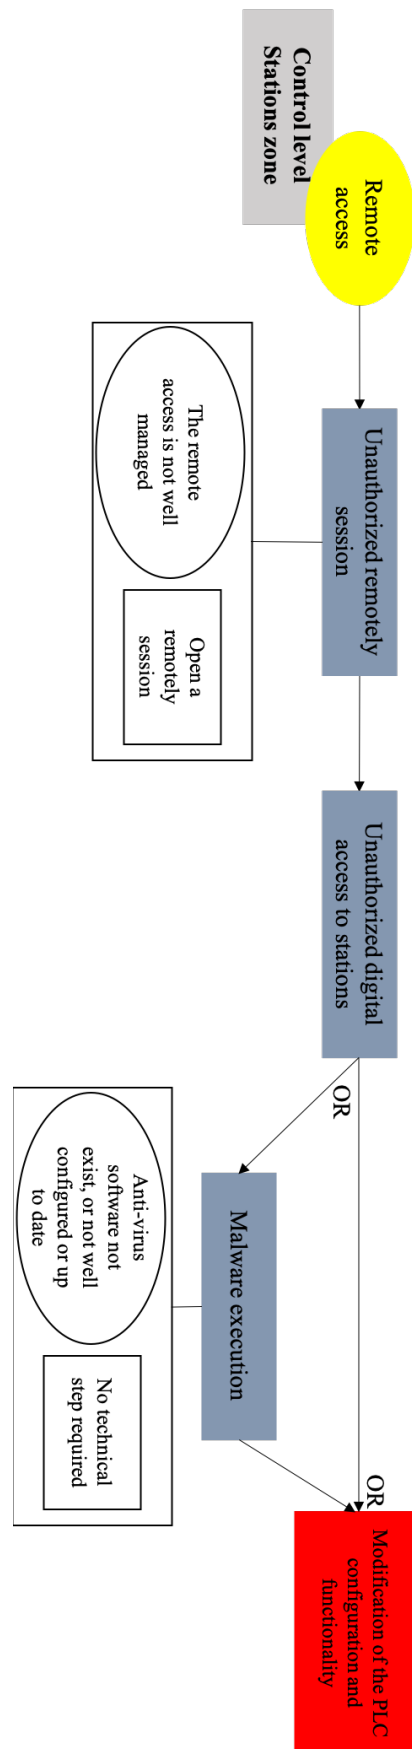 Control level
Stations zone
Remote
access
Unauthorized remotely
session
The remote
access is not well
managed
Open a
remotely
session
Unauthorized digital
access to stations
OR
Malware execution
Anti-virus
software not
exist, or not well
configured or up
to date
No technical
step required
OR
Modification of the PLC
configuration and
functionality